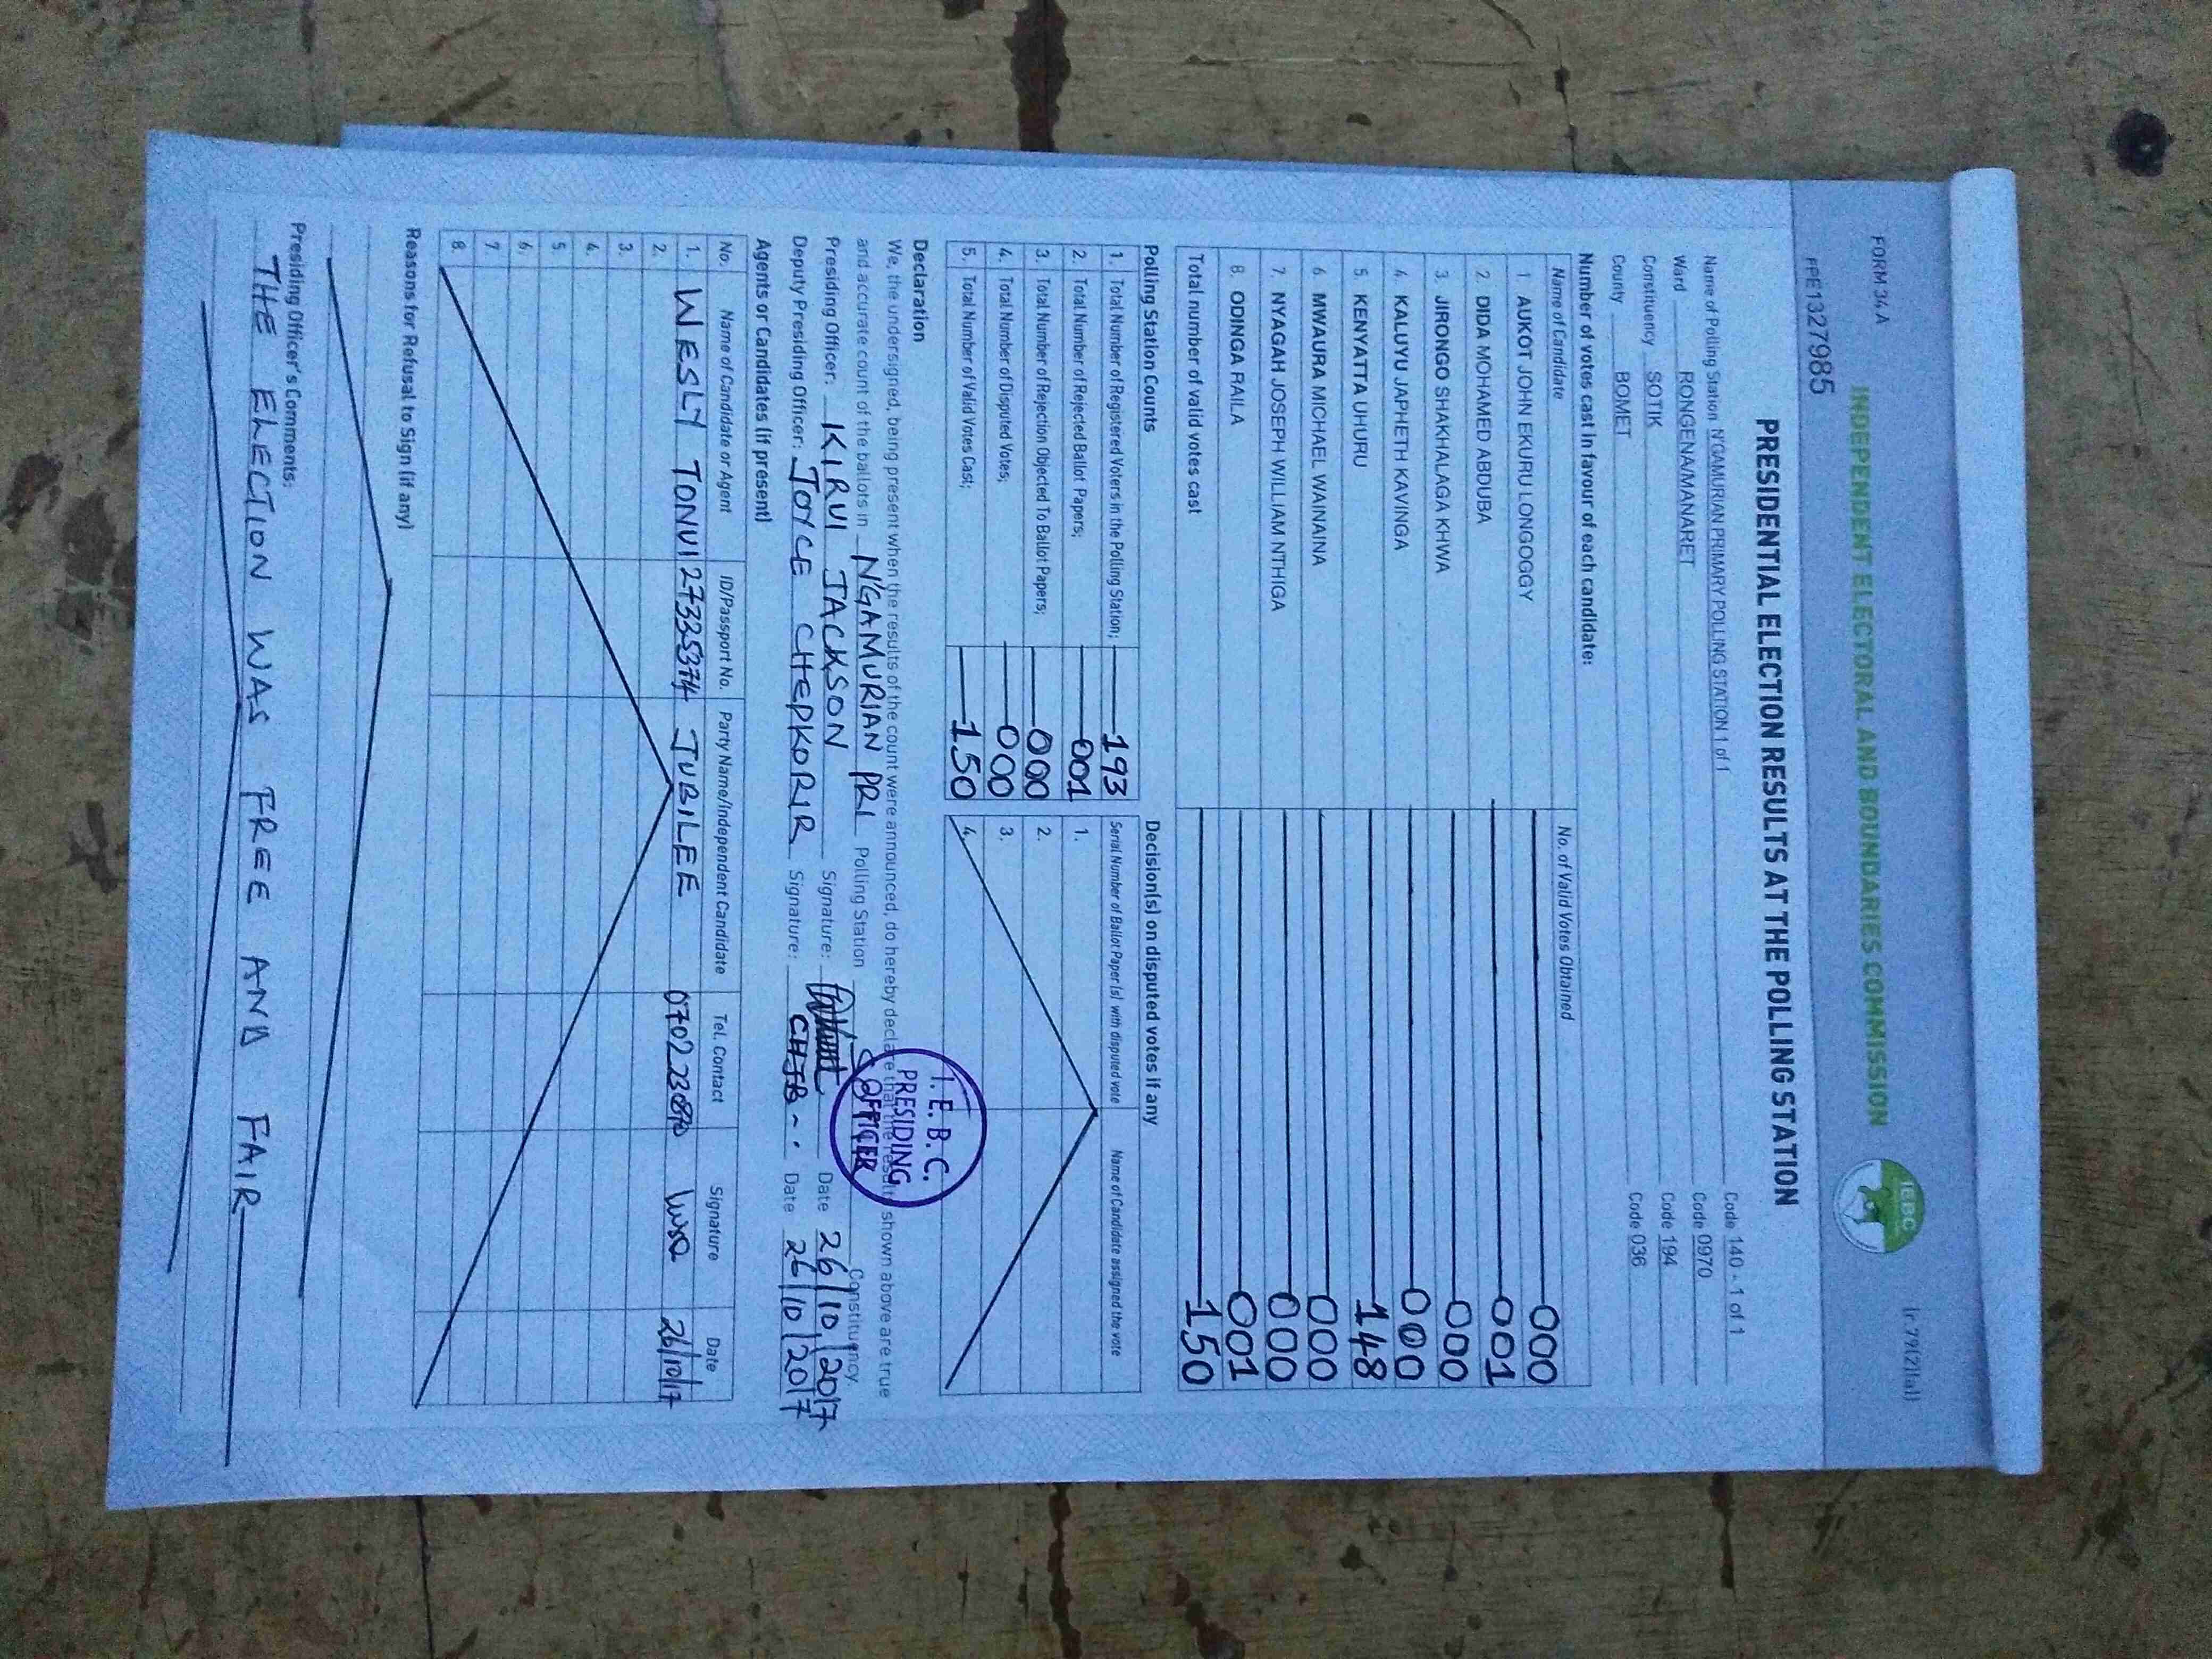 FORM 34A
(r.79(2)(a))
INDEPENDENT ELECTORAL AND BOUNDARIES COMMISSION
IEBC
PRESIDENTIAL ELECTION RESULTS AT THE POLLING STATION
Name of Polling Station N'GAMURIAN PRIMARY POLLING STATION 1 of 1 Code 140 - 1 of 1
Ward RONGENA/MANARET Code 0970
Constituency SOTIK Code 194
County BOMET Code 036
Number of votes cast in favour of each candidate:
Name of Candidate No. of Valid Votes Obtained
1. AUKOT JOHN EKURU LONGOGGY 000
2. DIDA MOHAMED ABDUBA 001
3. JIRONGO SHAKHALAGA KHWA 000
4. KALUYU JAPHETH KAVINGA 000
5. KENYATTA UHURU 148
6. MWAURA MICHAEL WAINAINA 000
7. NYAGAH JOSEPH WILLIAM NTHIGA 000
8. ODINGA RAILA 001
Total number of valid votes cast 150
Polling Station Counts Decision(s) on disputed votes if any
1. Total Number of Registered Voters in the Polling Station; 193 Serial Number of Ballot Paper(s) with disputed vote Name of Candidate assigned the vote
2. Total Number of Rejected Ballot Papers; 001 1.
3. Total Number of Rejection Objected To Ballot Papers; 000 2.
4. Total Number of Disputed Votes; 000 3.
5. Total Number of Valid Votes Cast; 150 4.
Declaration
We, the undersigned, being present when the results of the count were announced, do hereby declare that the results shown above are true
and accurate count of the ballots in N'GAMURIAN PRI Polling Station Constituency.
Presiding Officer: KIRUI JACKSON Signature: Date 26/10/2017
Deputy Presiding Officer: JOYCE CHEPKORIR Signature: Date 26/10/2017
I.E.B.C.
PRESIDING
OFFICER
Agents or Candidates (if present)
No. Name of Candidate or Agent ID/Passport No. Party Name/Independent Candidate Tel. Contact Signature Date
1. WESLY TONUI 27335374 JUBILEE 26/10/17
2.
3.
4.
5.
6.
7.
8.
Reasons for Refusal to Sign (if any)
Presiding Officer's Comments:
THE ELECTION WAS FREE AND FAIR